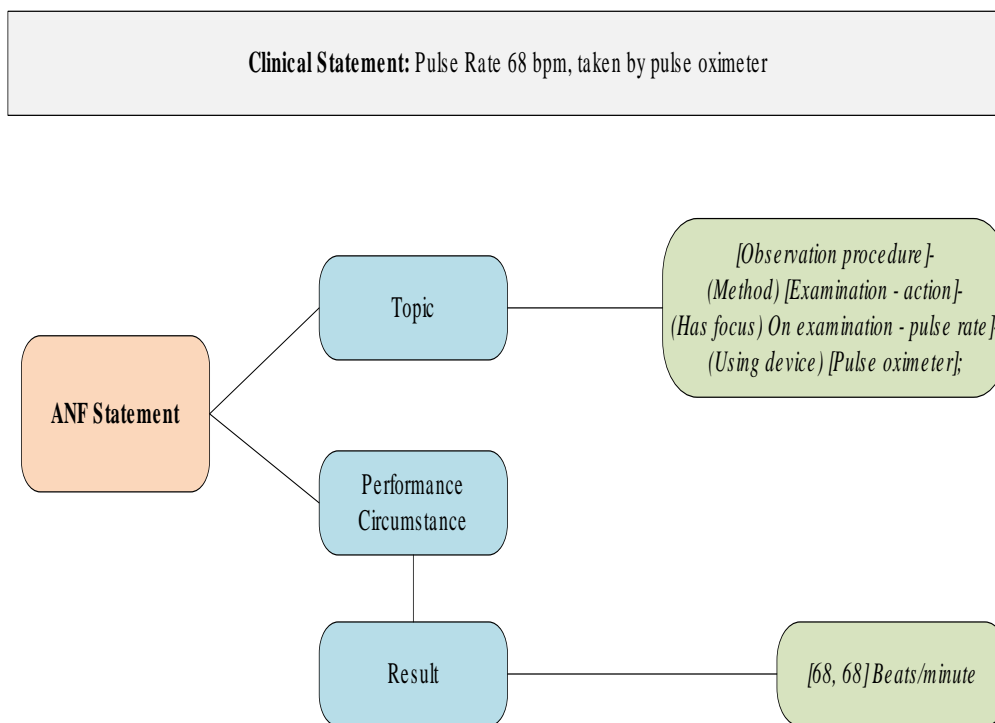 Clinical Statement: Pulse Rate 68 bpm, taken by pulse oximeter
[Observation procedure]-
(Method) [Examination - action]-
(Has focus) On examination - pulse rate]-
(Using device) [Pulse oximeter];
Topic
ANF Statement
Performance
Circumstance
Result
[68, 68] Beats/minute